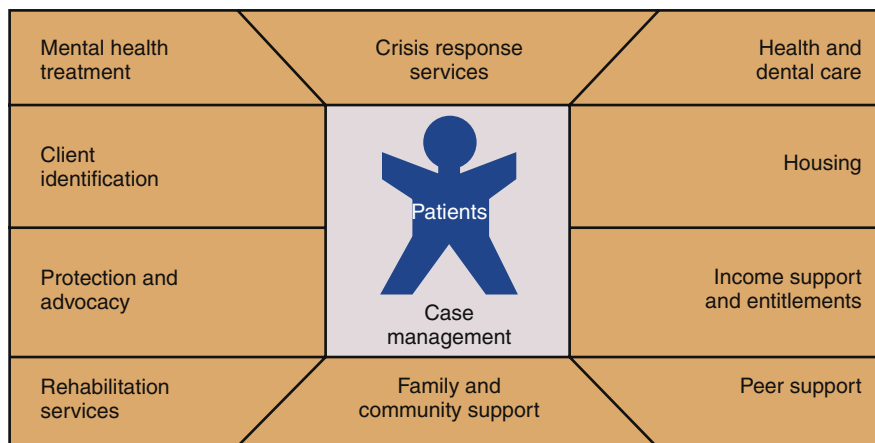 Mental health
treatment
Crisis response
services
Health and
dental care
Client
identification
Patients
Housing
Protection and
advocacy
Case
management
Income support
and entitlements
Rehabilitation
services
Family and
community support
Peer support